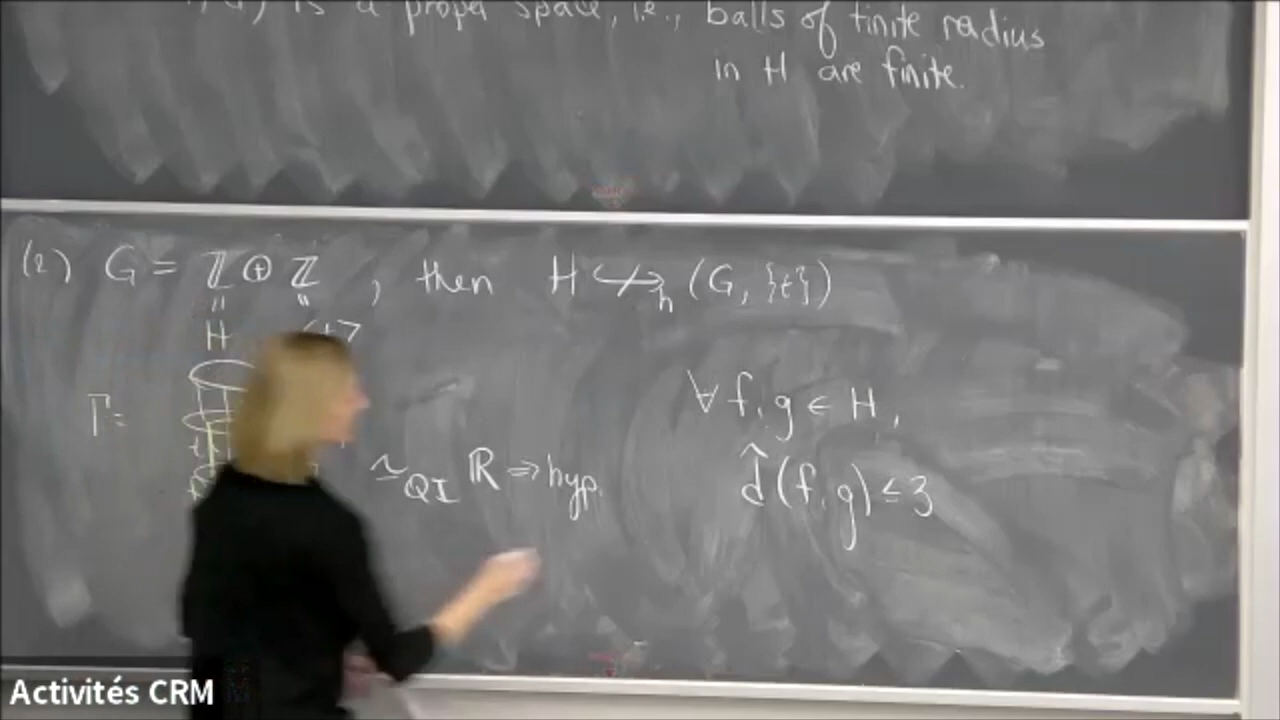 is a proper space, i.e., balls of finite radius
in H are finite.
(2) G = ℤ ⊕ ℤ , then H ↪̸ₕ (G, {t})
" "
H
Γ =
≃QI ℝ ⇒ hyp.
∀ f, g ∈ H,
d̂(f, g) ≤ 3
Activités CRM